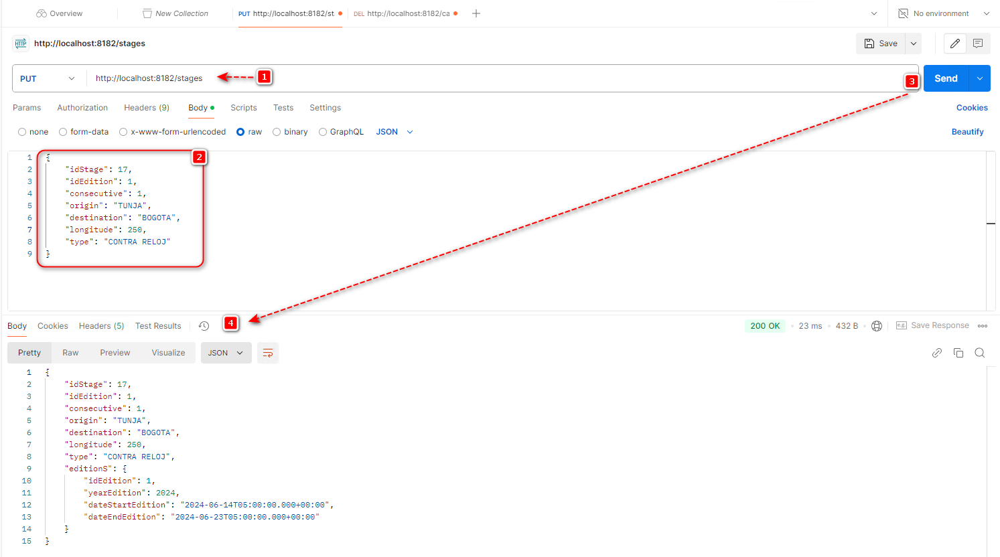 Overview
New Collection
PUT http://localhost:8182/st
DEL http://localhost:8182/ca
No environment
HTTP
http://localhost:8182/stages
Save
PUT
http://localhost:8182/stages
1
3
Send
Params
Authorization
Headers (9)
Body
Scripts
Tests
Settings
Cookies
none
form-data
x-www-form-urlencoded
raw
binary
GraphQL
JSON
Beautify
2
1 {
2 "idStage": 17,
3 "idEdition": 1,
4 "consecutive": 1,
5 "origin": "TUNJA",
6 "destination": "BOGOTA",
7 "longitude": 250,
8 "type": "CONTRA RELOJ"
9 }
Body
Cookies
Headers (5)
Test Results
4
200 OK
23 ms
432 B
e.g.
Save Response
Pretty
Raw
Preview
Visualize
JSON
1 {
2 "idStage": 17,
3 "idEdition": 1,
4 "consecutive": 1,
5 "origin": "TUNJA",
6 "destination": "BOGOTA",
7 "longitude": 250,
8 "type": "CONTRA RELOJ",
9 "editionS": {
10 "idEdition": 1,
11 "yearEdition": 2024,
12 "dateStartEdition": "2024-06-14T05:00:00.000+00:00",
13 "dateEndEdition": "2024-06-23T05:00:00.000+00:00"
14 }
15 }